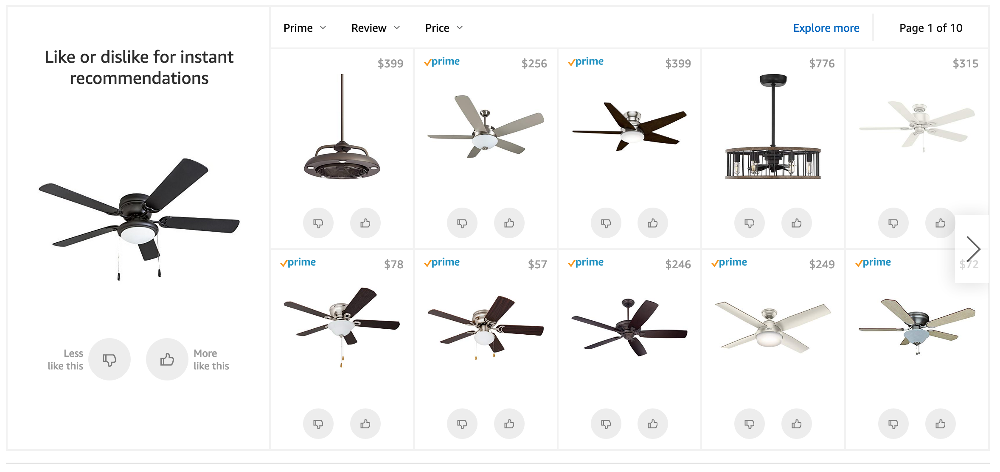 Like or dislike for instant
recommendations
Less
like this
More
like this
Prime
Review
Price
Explore more
Page 1 of 10
$399
prime
$256
prime
$399
$776
$315
prime
$78
prime
$57
prime
$246
prime
$249
prime
$72